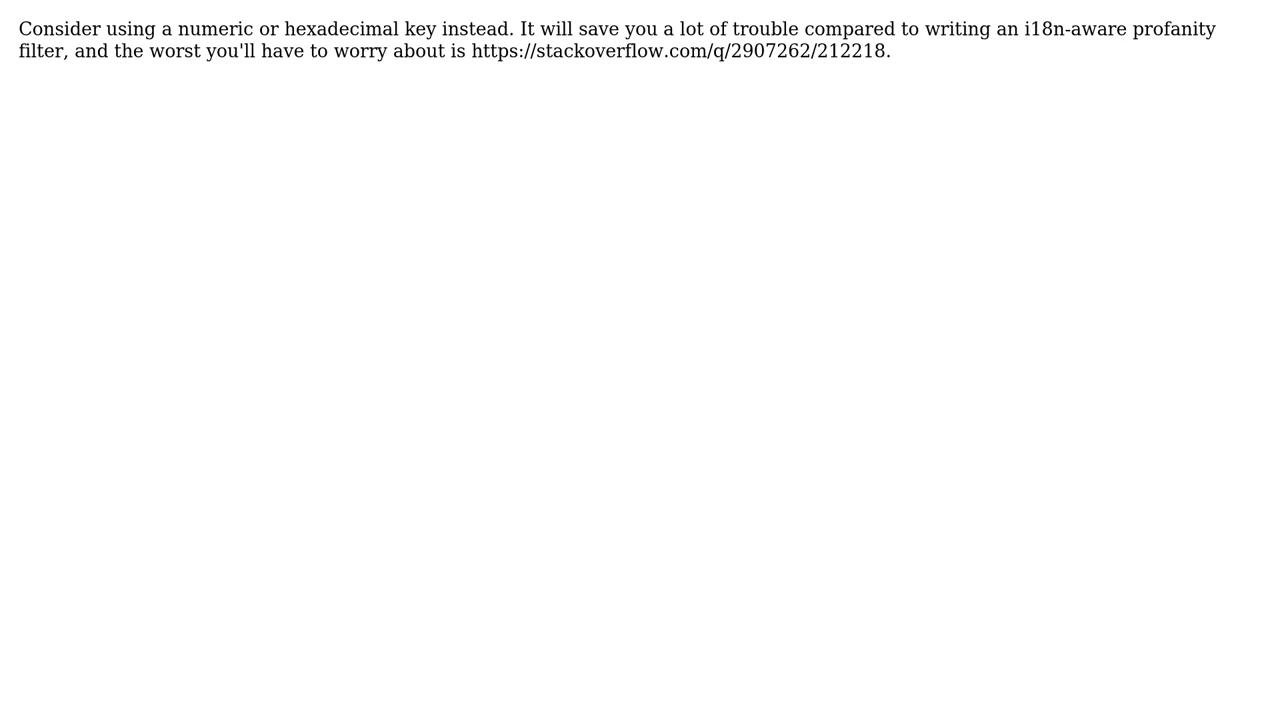 Consider using a numeric or hexadecimal key instead. It will save you a lot of trouble compared to writing an i18n-aware profanity
filter, and the worst you'll have to worry about is https://stackoverflow.com/q/2907262/212218.